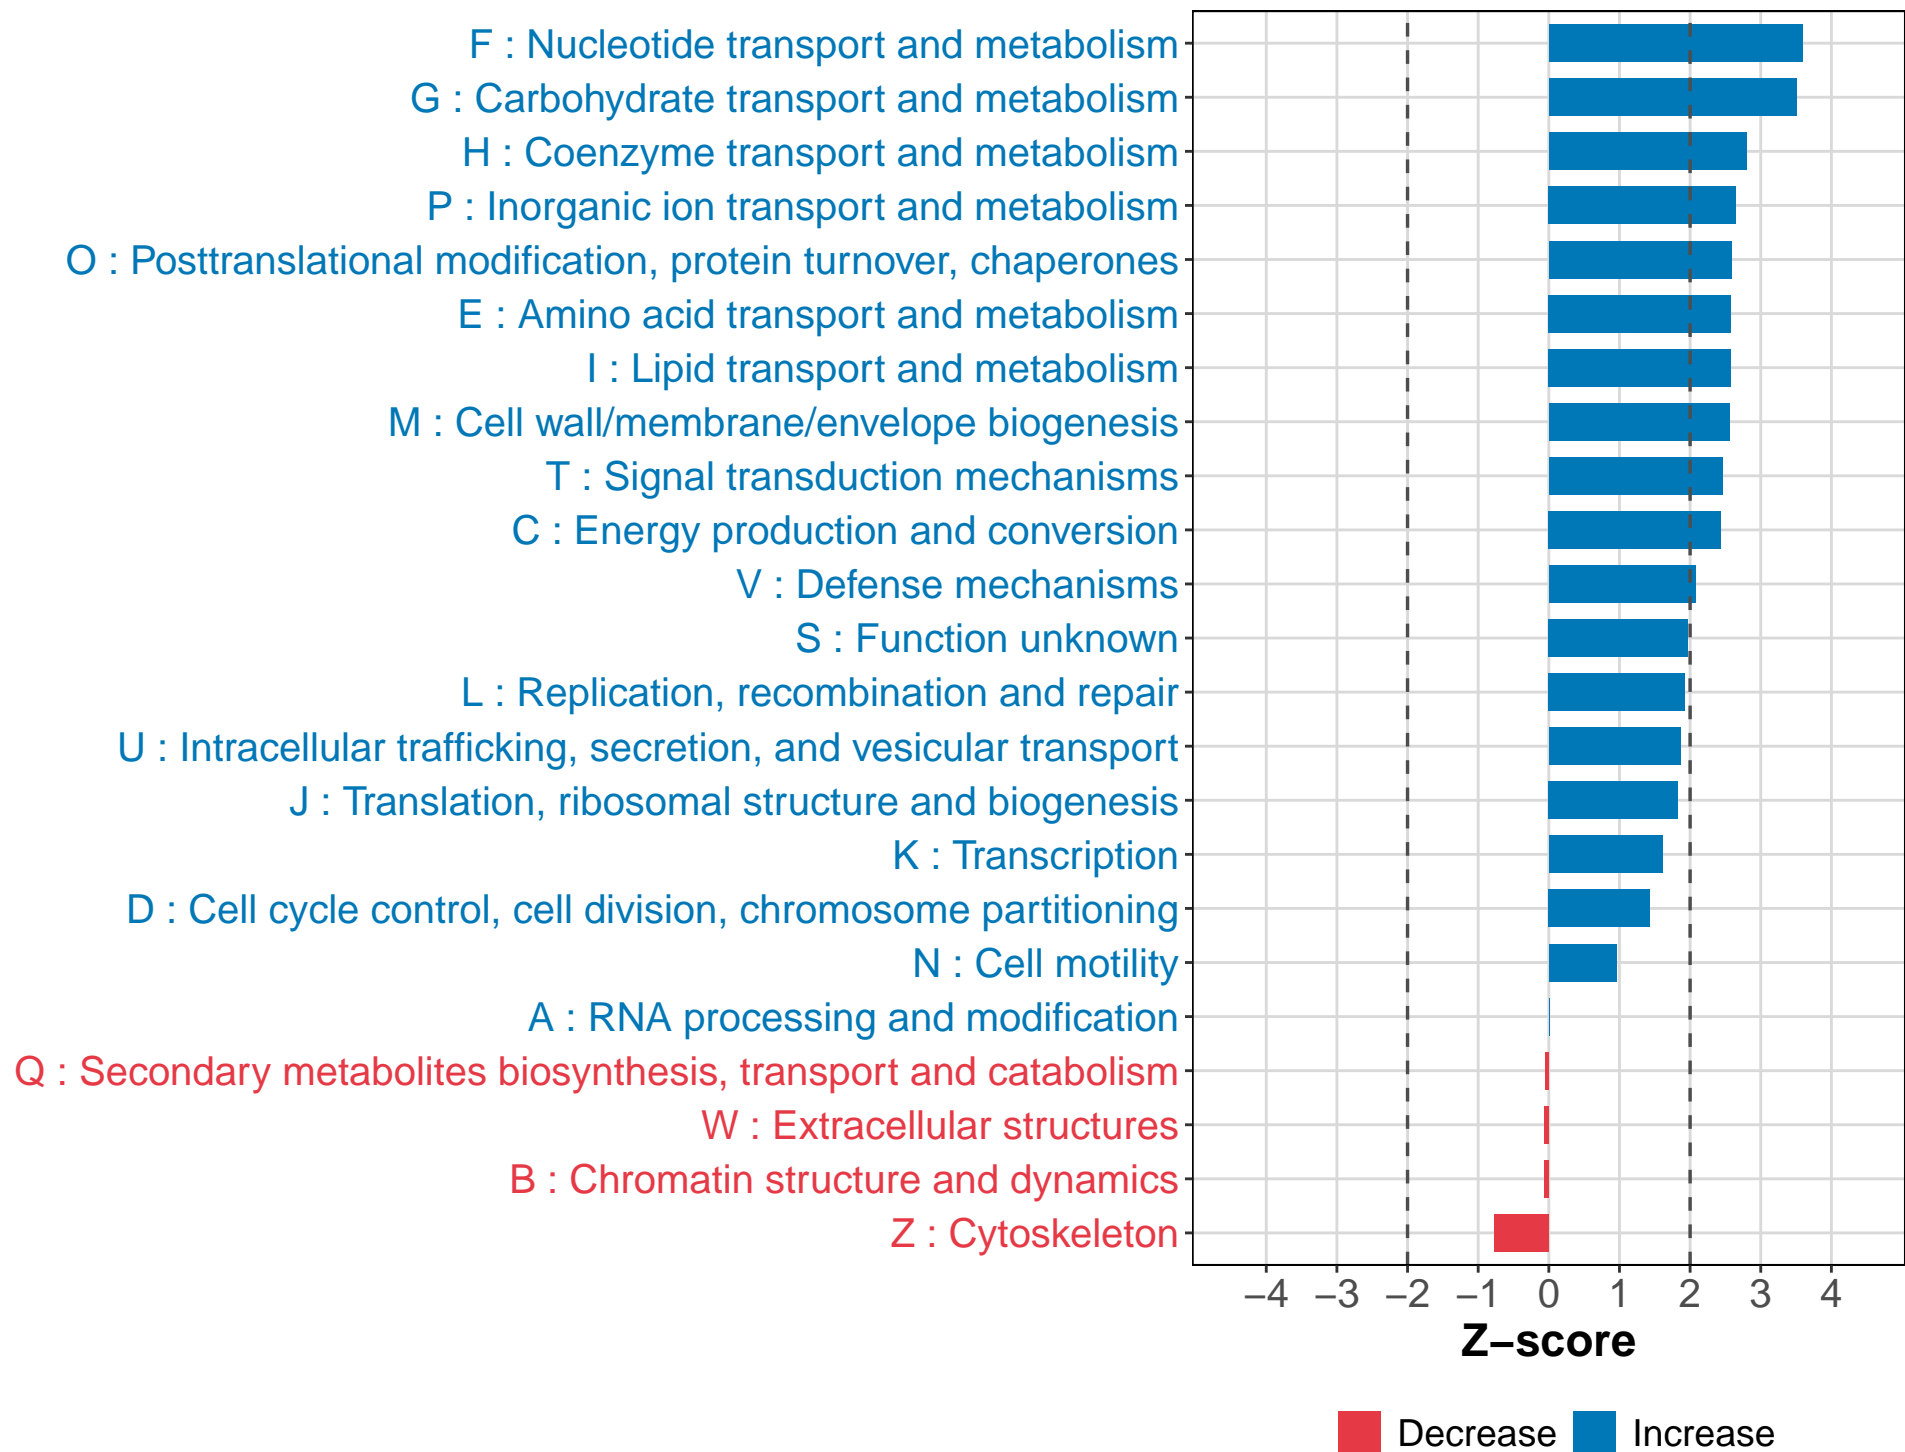 F : Nucleotide transport and metabolism
G : Carbohydrate transport and metabolism
H : Coenzyme transport and metabolism
P : Inorganic ion transport and metabolism
O : Posttranslational modification, protein turnover, chaperones
E : Amino acid transport and metabolism
I : Lipid transport and metabolism
M : Cell wall/membrane/envelope biogenesis
T : Signal transduction mechanisms
C : Energy production and conversion
V : Defense mechanisms
S : Function unknown
L : Replication, recombination and repair
U : Intracellular trafficking, secretion, and vesicular transport
J : Translation, ribosomal structure and biogenesis
K : Transcription
D : Cell cycle control, cell division, chromosome partitioning
N : Cell motility
A : RNA processing and modification
Q : Secondary metabolites biosynthesis, transport and catabolism
W : Extracellular structures
B : Chromatin structure and dynamics
Z : Cytoskeleton
−4 −3 −2 −1 0 1 2 3 4
Z−score
Decrease Increase